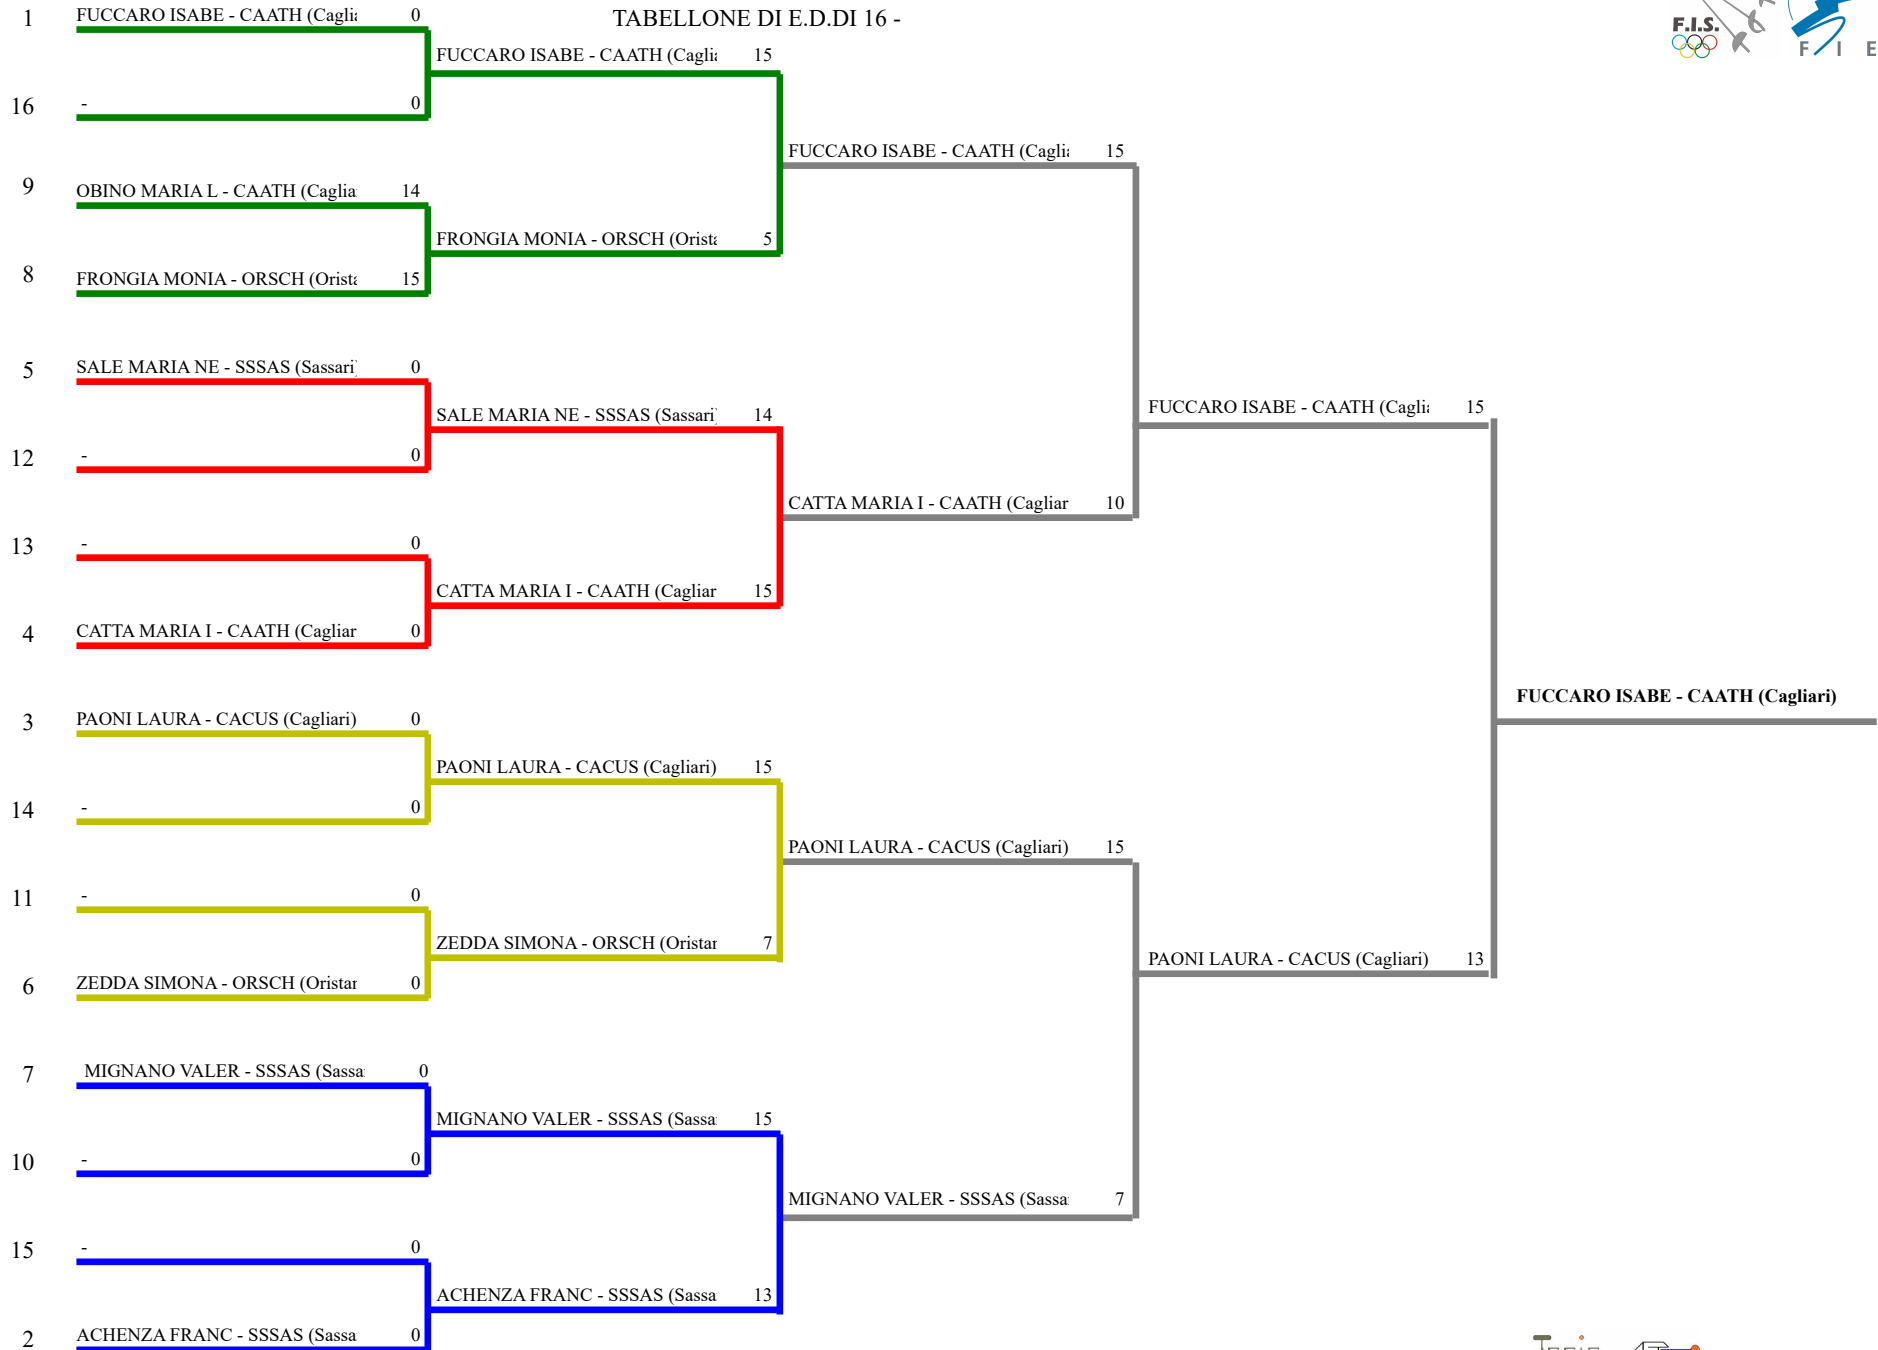 1 FUCCARO ISABE - CAATH (Caglia 0
TABELLONE DI E.D.DI 16 -
F.I.S.
F I E
FUCCARO ISABE - CAATH (Caglia 15
16 - 0
FUCCARO ISABE - CAATH (Caglia 15
9 OBINO MARIA L - CAATH (Caglia 14
FRONGIA MONIA - ORSCH (Orista 5
8 FRONGIA MONIA - ORSCH (Orista 15
5 SALE MARIA NE - SSSAS (Sassari) 0
SALE MARIA NE - SSSAS (Sassari) 14
FUCCARO ISABE - CAATH (Caglia 15
12 - 0
CATTA MARIA I - CAATH (Cagliar 10
13 - 0
CATTA MARIA I - CAATH (Cagliar 15
4 CATTA MARIA I - CAATH (Cagliar 0
FUCCARO ISABE - CAATH (Cagliari)
3 PAONI LAURA - CACUS (Cagliari) 0
PAONI LAURA - CACUS (Cagliari) 15
14 - 0
PAONI LAURA - CACUS (Cagliari) 15
11 - 0
ZEDDA SIMONA - ORSCH (Oristan 7
PAONI LAURA - CACUS (Cagliari) 13
6 ZEDDA SIMONA - ORSCH (Oristan 0
7 MIGNANO VALER - SSSAS (Sassa 0
MIGNANO VALER - SSSAS (Sassa 15
10 - 0
MIGNANO VALER - SSSAS (Sassa 7
15 - 0
ACHENZA FRANC - SSSAS (Sassa 13
2 ACHENZA FRANC - SSSAS (Sassa 0